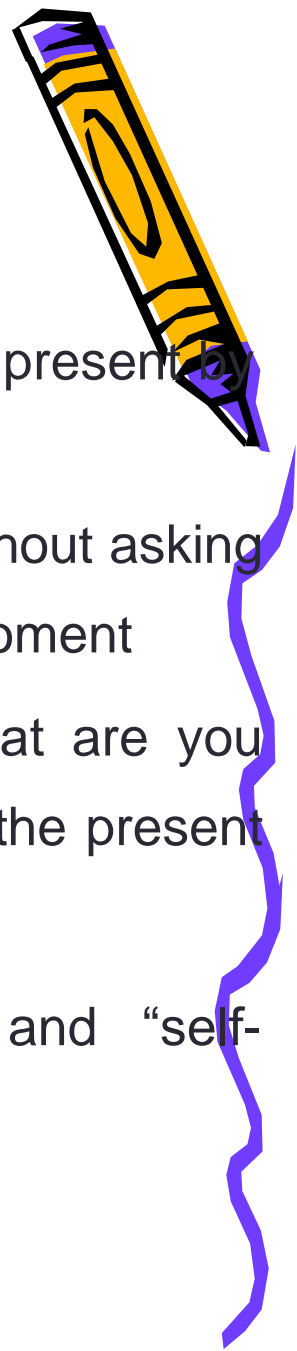 present by
hout asking
oment
at are you
the present
and “self-